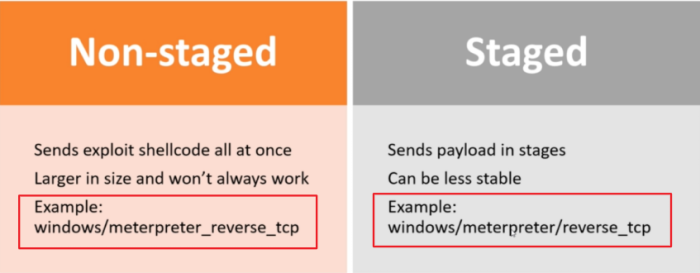 Non-staged
Sends exploit shellcode all at once
Larger in size and won't always work
Example:
windows/meterpreter_reverse_tcp
Staged
Sends payload in stages
Can be less stable
Example:
windows/meterpreter/reverse_tcp